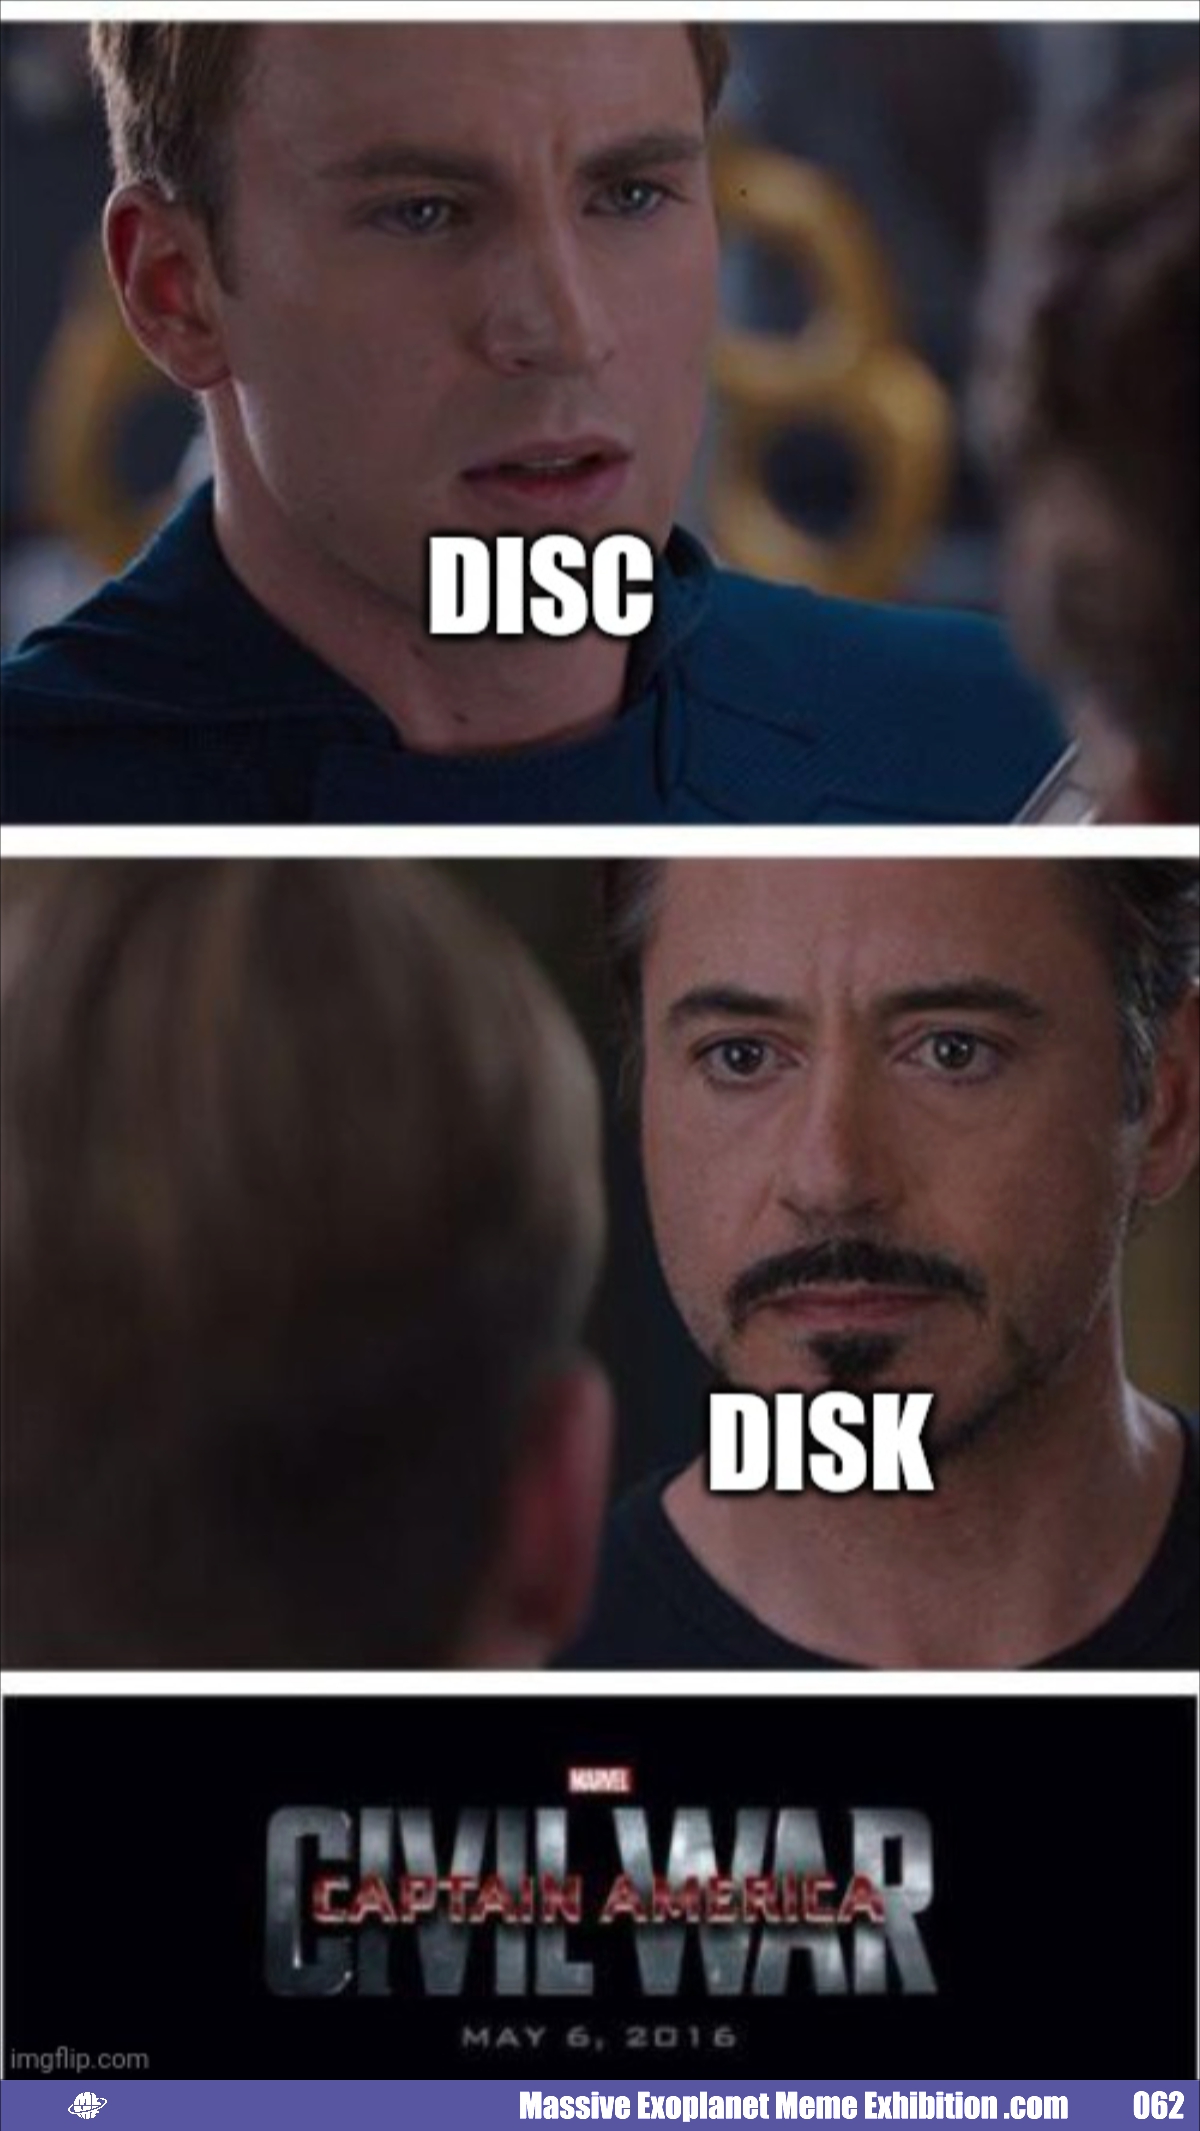 DISC
DISK
MARVEL
CIVIL WAR
CAPTAIN AMERICA
MAY 6, 2016
imgflip.com
Massive Exoplanet Meme Exhibition .com 062